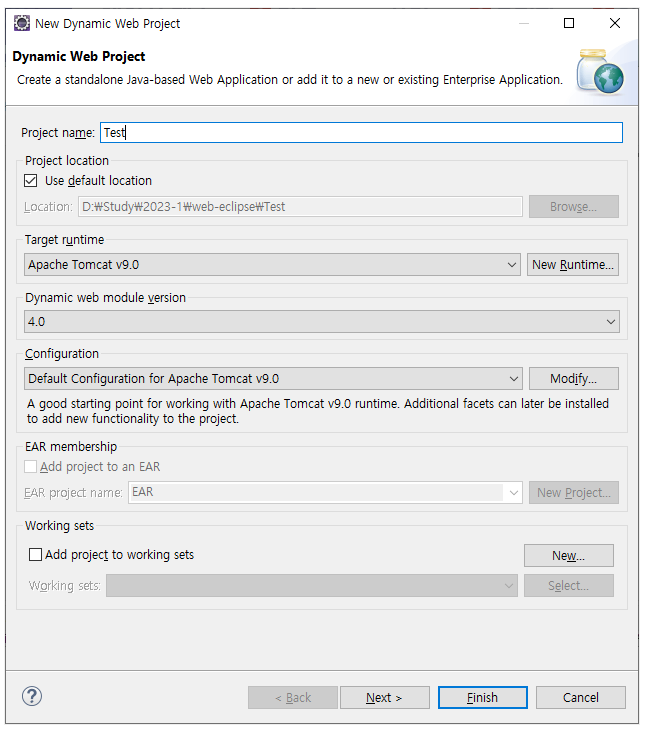 New Dynamic Web Project
Dynamic Web Project
Create a standalone Java-based Web Application or add it to a new or existing Enterprise Application.
Project name: Test
Project location
Use default location
Location: D:₩Study₩2023-1₩web-eclipse₩Test Browse...
Target runtime
Apache Tomcat v9.0 New Runtime...
Dynamic web module version
4.0
Configuration
Default Configuration for Apache Tomcat v9.0 Modify...
A good starting point for working with Apache Tomcat v9.0 runtime. Additional facets can later be installed
to add new functionality to the project.
EAR membership
Add project to an EAR
EAR project name: EAR New Project...
Working sets
Add project to working sets New...
Working sets: Select...
? < Back Next > Finish Cancel